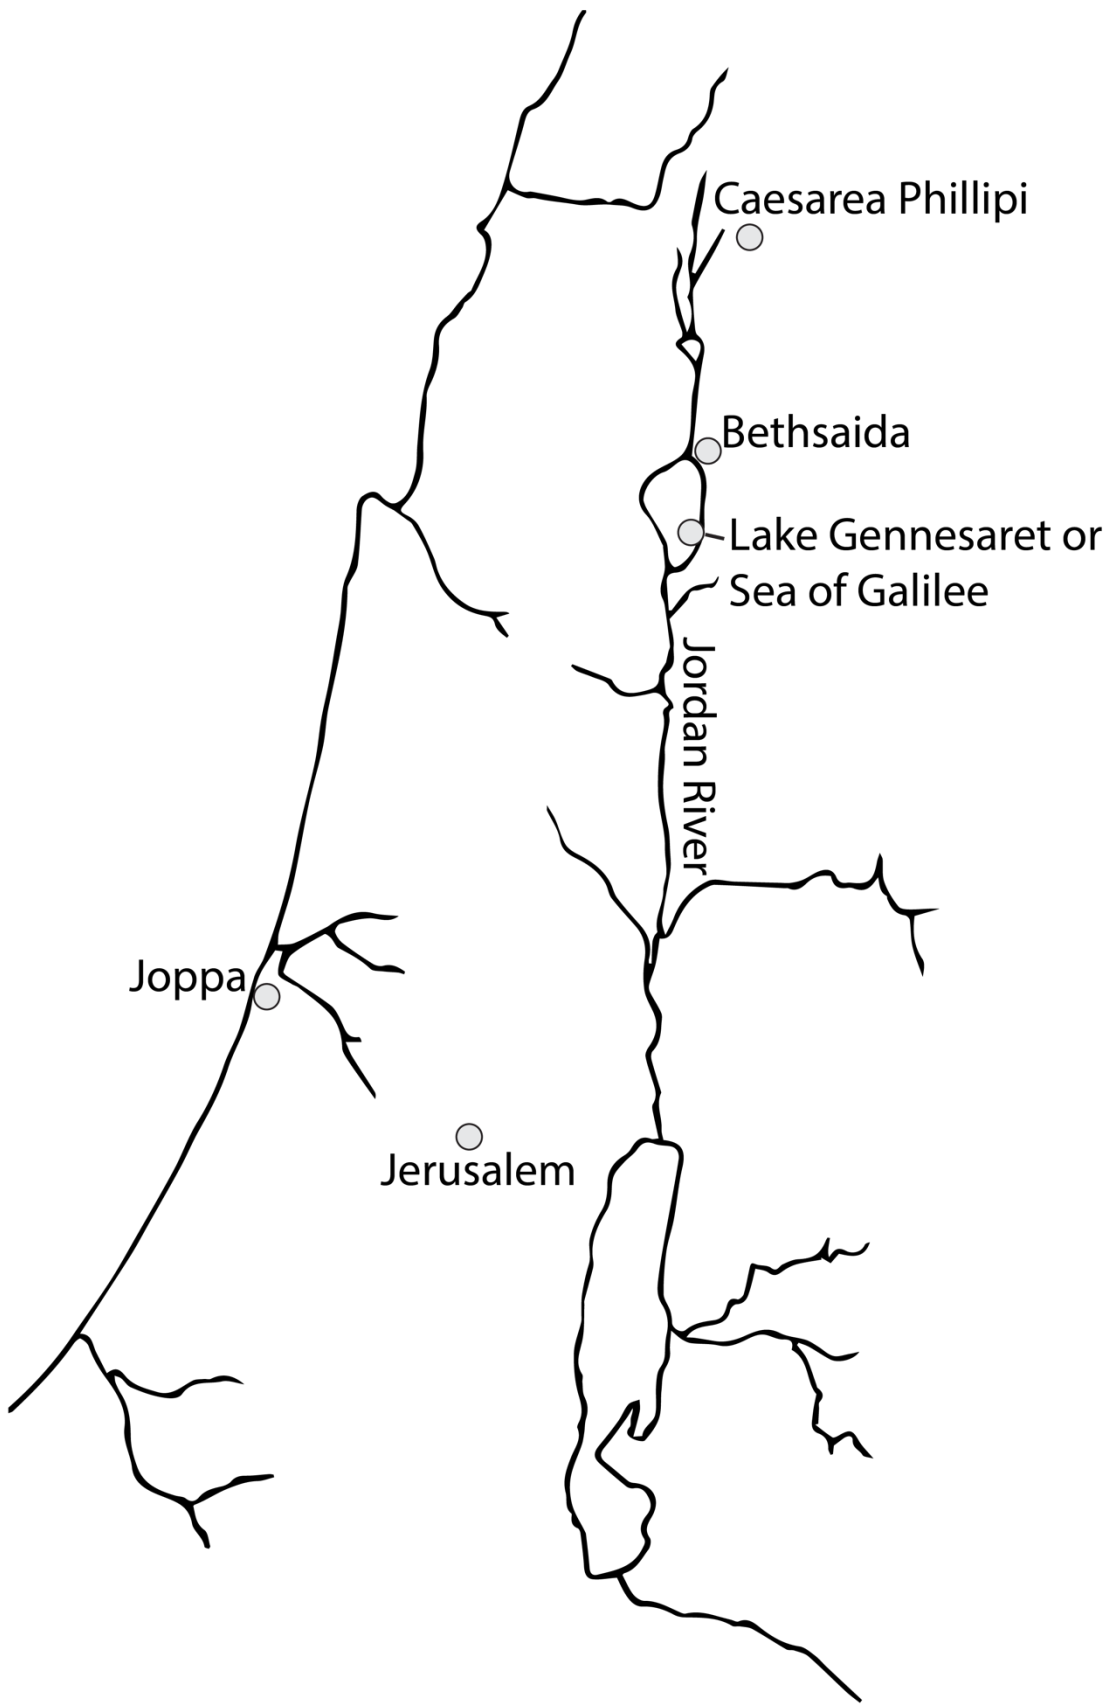 Caesarea Phillipi
Bethsaida
Lake Gennesaret or
Sea of Galilee
Jordan River
Joppa
Jerusalem